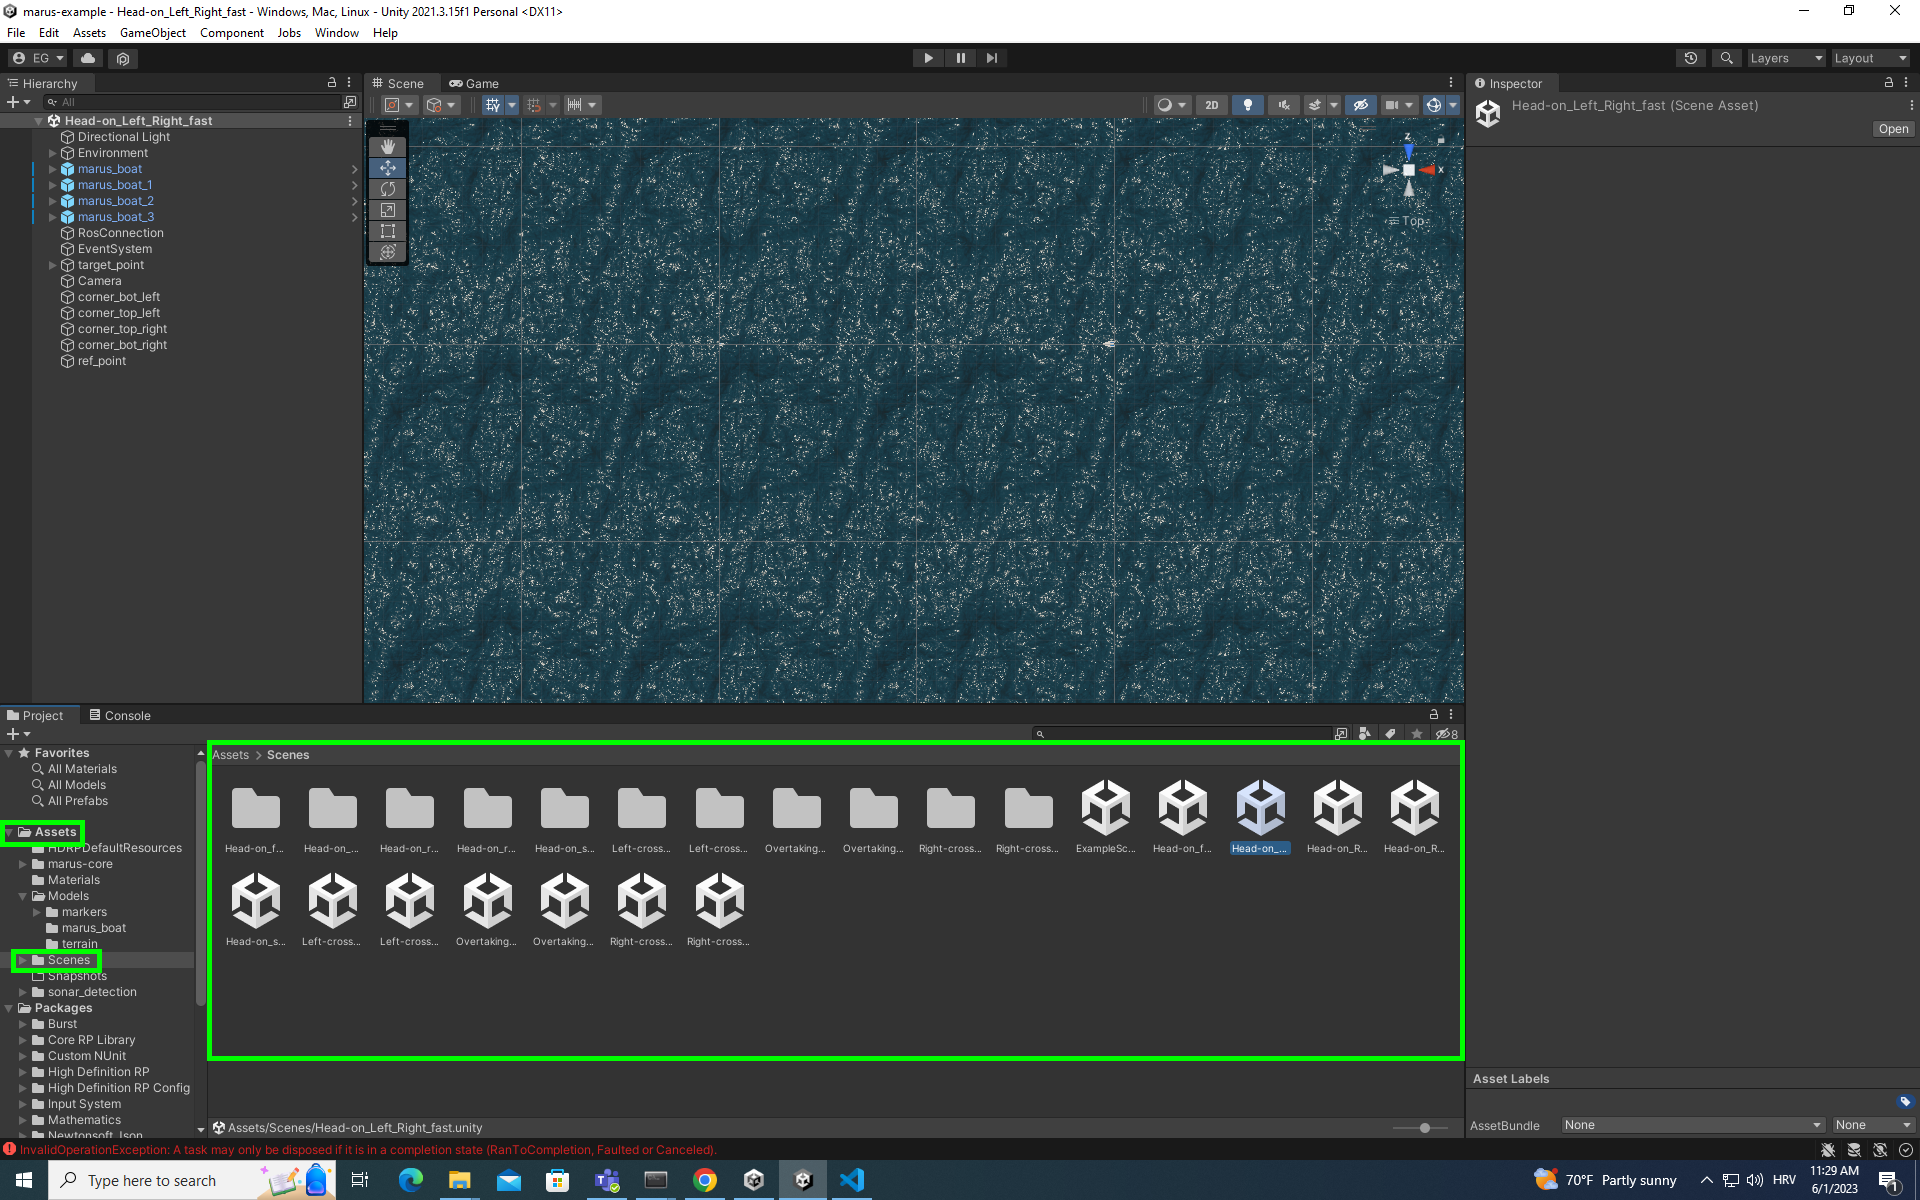 marus-example - Head-on_Left_Right_fast - Windows, Mac, Linux - Unity 2021.3.15f1 Personal <DX11>
File Edit Assets GameObject Component Jobs Window Help
EG
Layers Layout
Hierarchy
All
Head-on_Left_Right_fast
Directional Light
Environment
marus_boat
marus_boat_1
marus_boat_2
marus_boat_3
RosConnection
EventSystem
target_point
Camera
corner_bot_left
corner_top_left
corner_top_right
corner_bot_right
ref_point
Scene Game
2D
z
x
Top
Inspector
Head-on_Left_Right_fast (Scene Asset)
Open
Project Console
8
Favorites
All Materials
All Models
All Prefabs
Assets
HDRPDefaultResources
marus-core
Materials
Models
markers
marus_boat
terrain
Scenes
Snapshots
sonar_detection
Packages
Burst
Core RP Library
Custom NUnit
High Definition RP
High Definition RP Config
Input System
Mathematics
Newtonsoft Json
Assets > Scenes
Head-on_f... Head-on_... Head-on_r... Head-on_r... Head-on_s... Left-cross... Left-cross... Overtaking... Overtaking... Right-cross... Right-cross... ExampleSc... Head-on_f... Head-on_... Head-on_R... Head-on_R...
Head-on_s... Left-cross... Left-cross... Overtaking... Overtaking... Right-cross... Right-cross...
Assets/Scenes/Head-on_Left_Right_fast.unity
Asset Labels
AssetBundle None None
InvalidOperationException: A task may only be disposed if it is in a completion state (RanToCompletion, Faulted or Canceled).
Type here to search
70°F Partly sunny
HRV
11:29 AM
6/1/2023
1